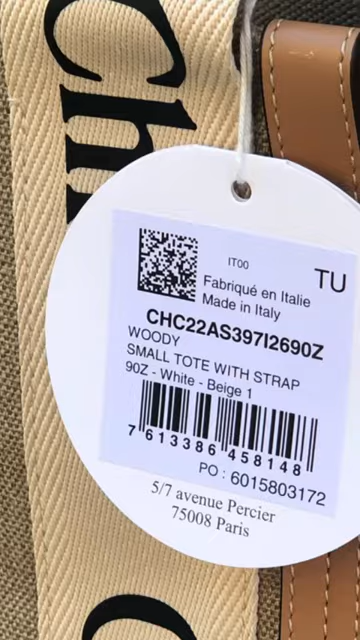 Ch
IT00
TU
Fabriqué en Italie
Made in Italy
CHC22AS397I2690Z
WOODY
SMALL TOTE WITH STRAP
90Z - White - Beige 1
7 613386 458148
PO : 6015803172
5/7 avenue Percier
75008 Paris